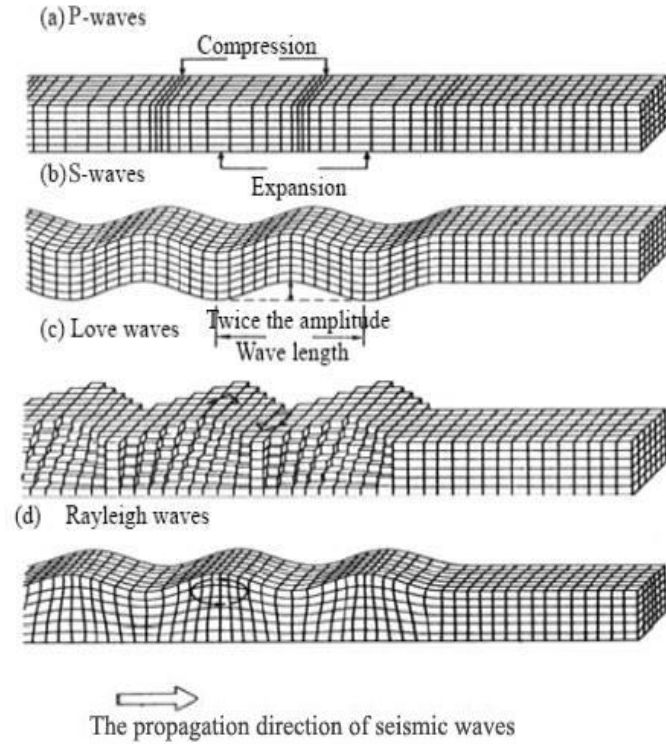 (a) P-waves
Compression
(b) S-waves
Expansion
(c) Love waves
Twice the amplitude
Wave length
(d) Rayleigh waves
The propagation direction of seismic waves